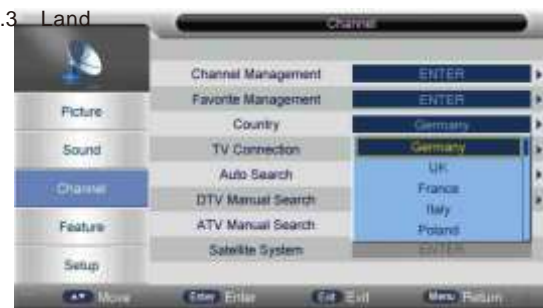 .3 Land
Channel
Channel Management ENTER
Favorite Management ENTER
Picture
Country Germany
Sound
TV Connection Germany
Auto Search UK
Channel
France
DTV Manual Search
Italy
Feature
ATV Manual Search Poland
Satellite System ENTER
Setup
Move Enter Enter Exit Exit Menu Return